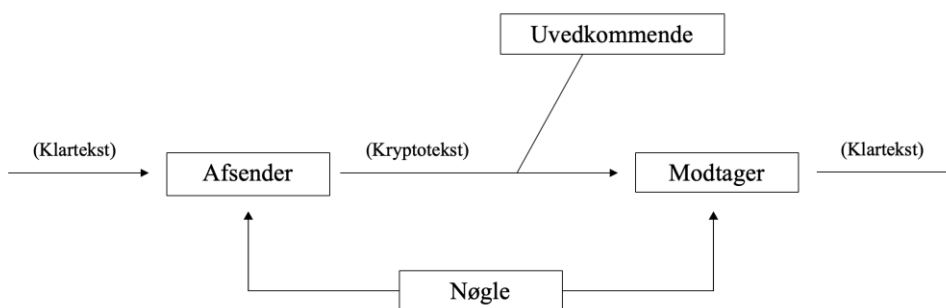 Uvedkommende
(Klartekst)
Afsender
(Kryptotekst)
Modtager
(Klartekst)
Nøgle